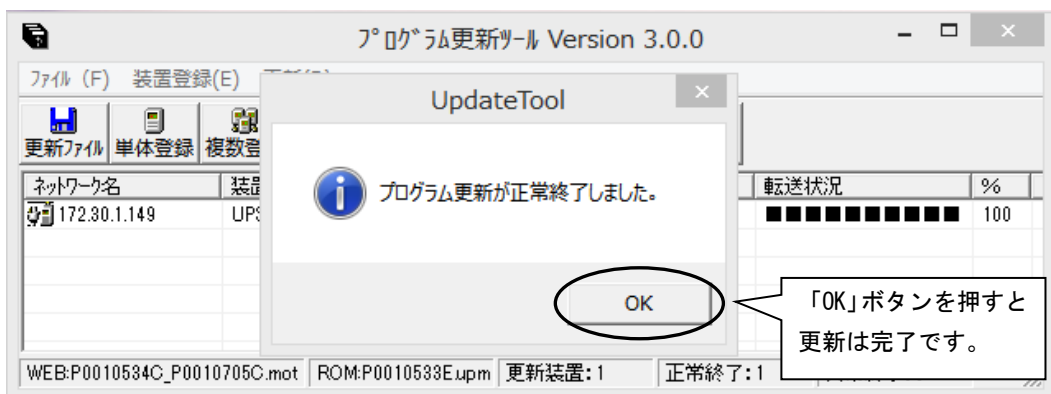 ﾌﾟﾛｸﾞﾗﾑ更新ﾂｰﾙ Version 3.0.0
ﾌｧｲﾙ (F) 装置登録(E)
UpdateTool
更新ﾌｧｲﾙ 単体登録 複数登
プログラム更新が正常終了しました。
ﾈｯﾄﾜｰｸ名 装置 転送状況 %
172.30.1.149 UPS ■■■■■■■■■■ 100
OK
「OK」ボタンを押すと
更新は完了です。
WEB:P0010534C_P0010705C.mot ROM:P0010533E.upm 更新装置:1 正常終了:1